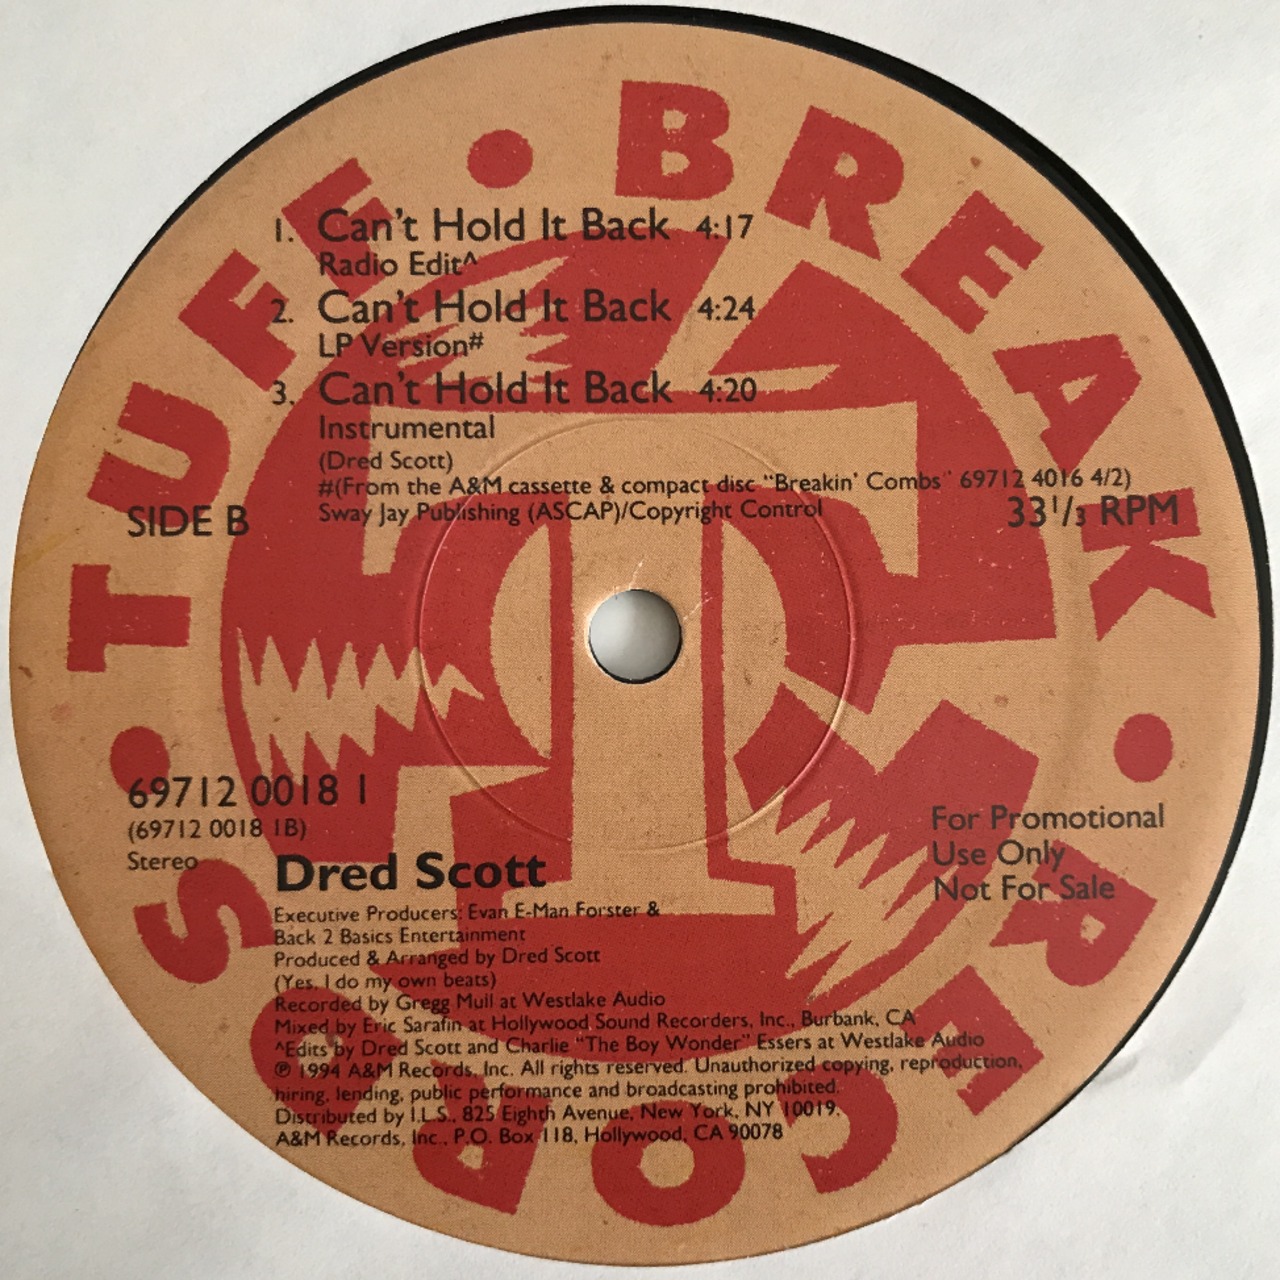 TUFF • BREAK • RECORDS •
1. Can't Hold It Back 4:17
Radio Edit^
2. Can't Hold It Back 4:24
LP Version#
3. Can't Hold It Back 4:20
Instrumental
(Dred Scott)
#(From the A&M cassette & compact disc "Breakin' Combs" 69712 4016 4/2)
Sway Jay Publishing (ASCAP)/Copyright Control
SIDE B
33 1/3 RPM
69712 0018 1
(69712 0018 1B)
Stereo
For Promotional
Use Only
Not For Sale
Dred Scott
Executive Producers: Evan E-Man Forster &
Back 2 Basics Entertainment
Produced & Arranged by Dred Scott
(Yes, I do my own beats)
Recorded by Gregg Mull at Westlake Audio
Mixed by Eric Sarafin at Hollywood Sound Recorders, Inc., Burbank, CA
^Edits by Dred Scott and Charlie "The Boy Wonder" Essers at Westlake Audio
℗ 1994 A&M Records, Inc. All rights reserved. Unauthorized copying, reproduction,
hiring, lending, public performance and broadcasting prohibited.
Distributed by I.L.S., 825 Eighth Avenue, New York, NY 10019.
A&M Records, Inc., P.O. Box 118, Hollywood, CA 90078